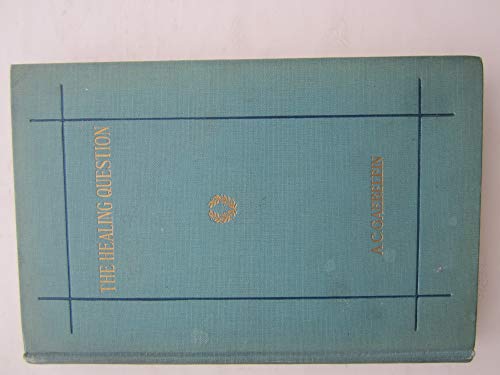 THE HEALING QUESTION
A.C. GAEBELEIN